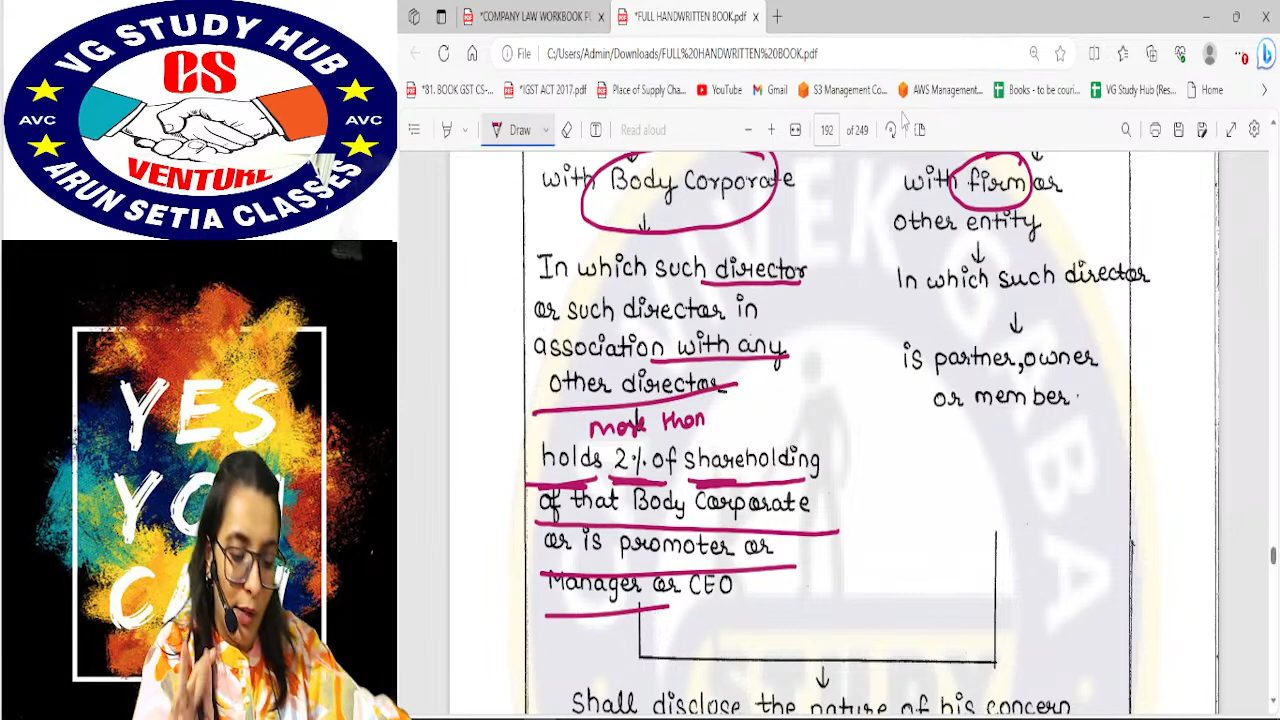 VG STUDY HUB
CS
AVC
AVC
VENTURE
ARUN SETIA CLASSES
YES
*COMPANY LAW WORKBOOK P
*FULL HANDWRITTEN BOOK.pdf
File
C:/Users/Admin/Downloads/FULL%20HANDWRITTEN%20BOOK.pdf
*81. BOOK GST CS-...
*IGST ACT 2017.pdf
Place of Supply Cha...
YouTube
Gmail
S3 Management Co...
AWS Management...
Books - to be couri...
VG Study Hub (Res...
Home
Draw
Read aloud
192
of 249
with Body Corporate
In which such director
or such director in
association with any
other director
more than
holds 2% of shareholding
of that Body Corporate
or is promoter or
Manager or CEO
with firm or
other entity
In which such director
is partner, owner
or member.
Shall disclose the nature of his concern